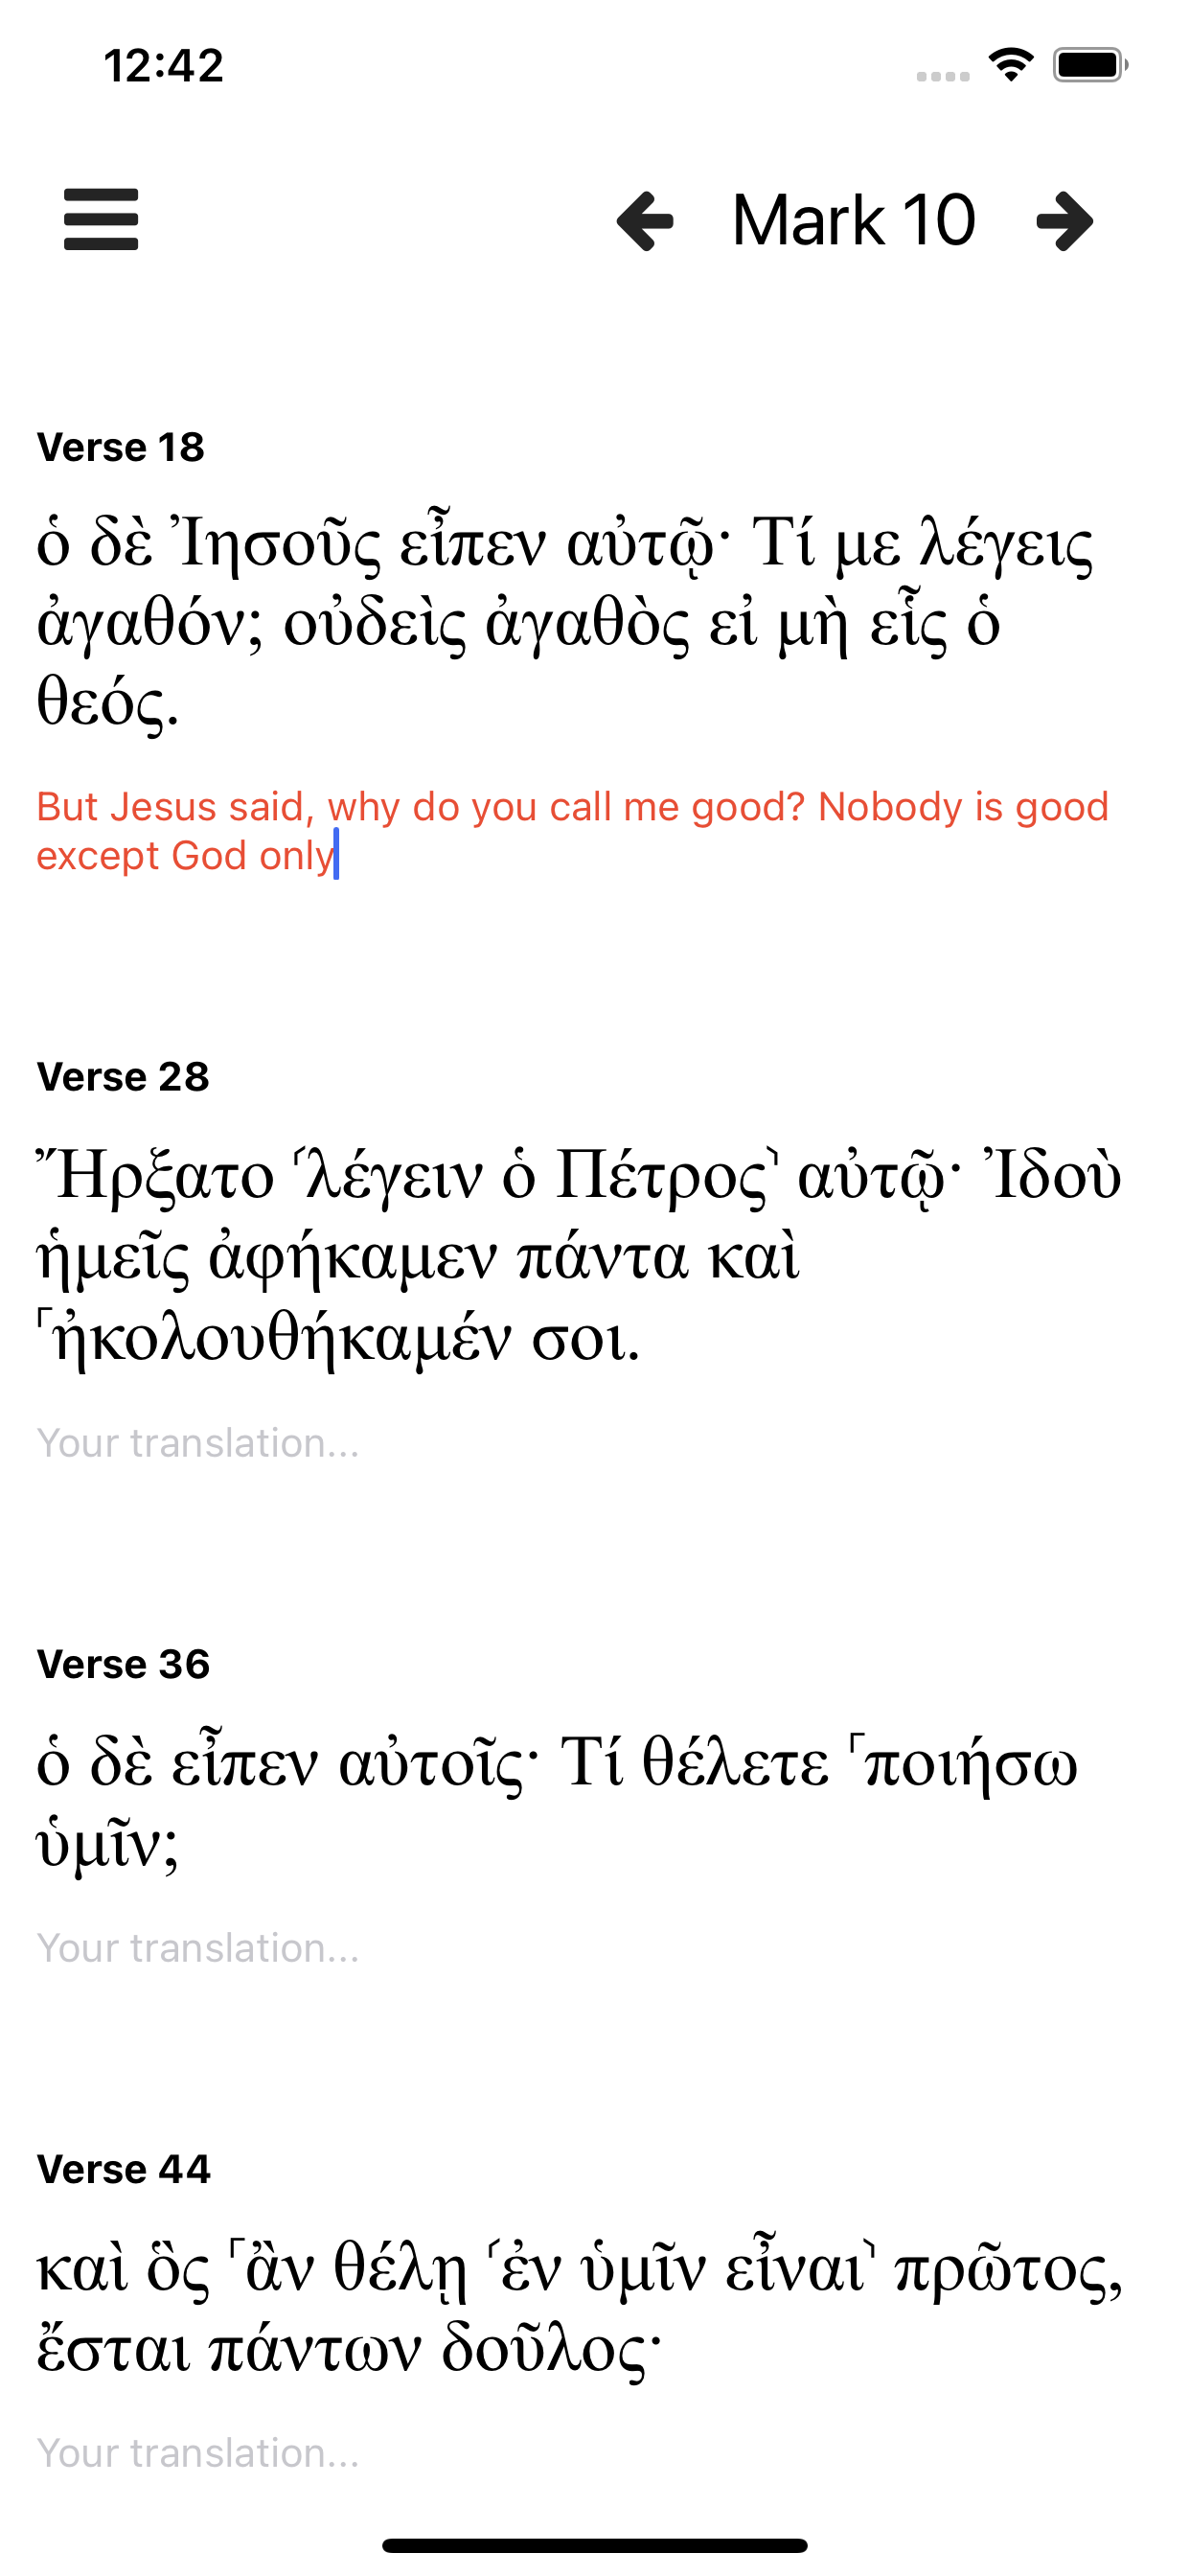 12:42
Mark 10
Verse 18
ὁ δὲ Ἰησοῦς εἶπεν αὐτῷ· Τί με λέγεις
ἀγαθόν; οὐδεὶς ἀγαθὸς εἰ μὴ εἷς ὁ
θεός.
But Jesus said, why do you call me good? Nobody is good
except God only
Verse 28
Ἤρξατο ⸂λέγειν ὁ Πέτρος⸃ αὐτῷ· Ἰδοὺ
ἡμεῖς ἀφήκαμεν πάντα καὶ
⸀ἠκολουθήκαμέν σοι.
Your translation...
Verse 36
ὁ δὲ εἶπεν αὐτοῖς· Τί θέλετε ⸀ποιήσω
ὑμῖν;
Your translation...
Verse 44
καὶ ὃς ⸀ἂν θέλῃ ⸂ἐν ὑμῖν εἶναι⸃ πρῶτος,
ἔσται πάντων δοῦλος·
Your translation...